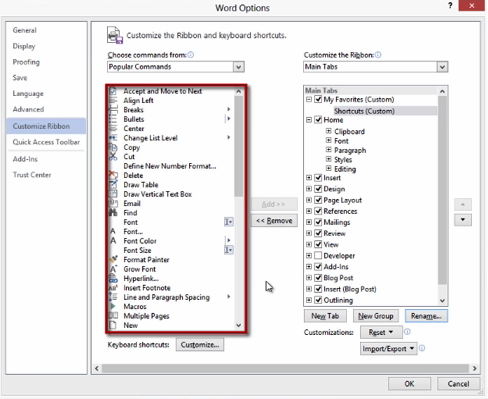 Word Options
General
Display
Proofing
Save
Language
Advanced
Customize Ribbon
Quick Access Toolbar
Add-Ins
Trust Center
Customize the Ribbon and keyboard shortcuts.
Choose commands from:
Popular Commands
Accept and Move to Next
Align Left
Breaks
Bullets
Center
Change List Level
Copy
Cut
Define New Number Format...
Delete
Draw Table
Draw Vertical Text Box
Email
Find
Font
Font...
Font Color
Font Size
Format Painter
Grow Font
Hyperlink...
Insert Footnote
Line and Paragraph Spacing
Macros
Multiple Pages
New
Keyboard shortcuts: Customize...
Add >>
<< Remove
Customize the Ribbon:
Main Tabs
Main Tabs
My Favorites (Custom)
Shortcuts (Custom)
Home
Clipboard
Font
Paragraph
Styles
Editing
Insert
Design
Page Layout
References
Mailings
Review
View
Developer
Add-Ins
Blog Post
Insert (Blog Post)
Outlining
New Tab New Group Rename...
Customizations: Reset
Import/Export
OK Cancel